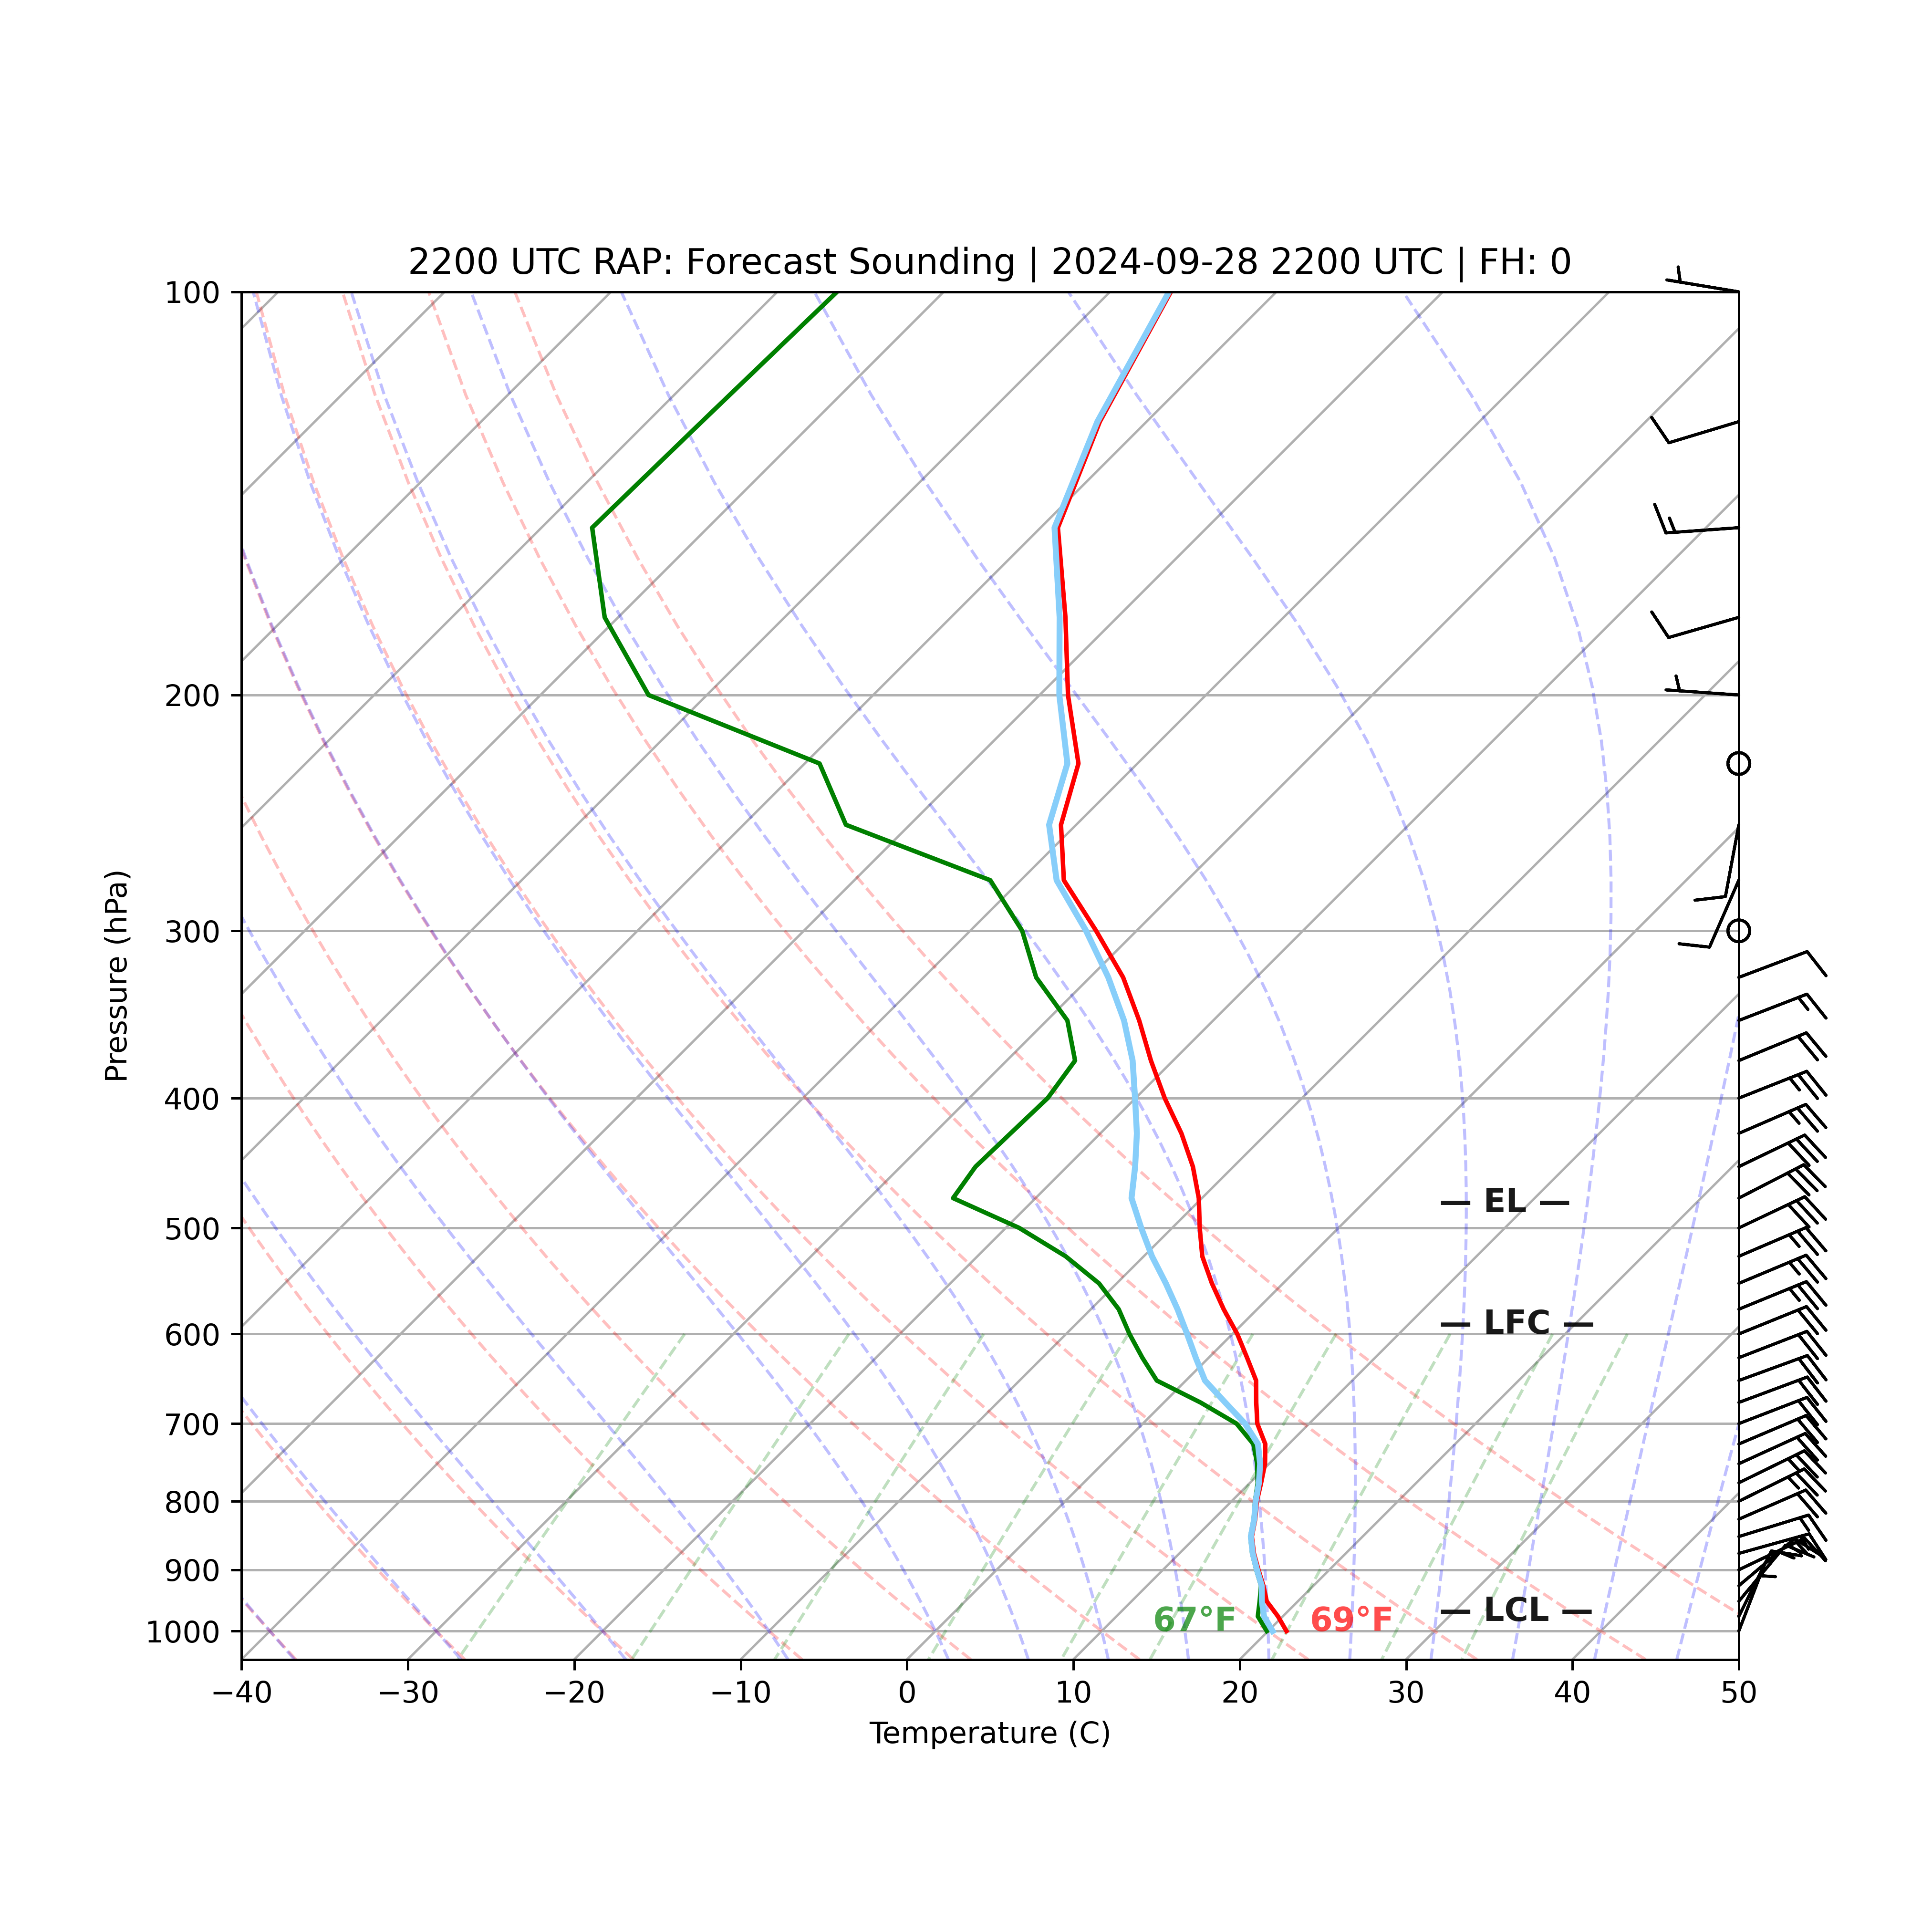 2200 UTC RAP: Forecast Sounding | 2024-09-28 2200 UTC | FH: 0
100
200
300
400
500
600
700
800
900
1000
Pressure (hPa)
— EL —
— LFC —
— LCL —
67°F 69°F
−40 −30 −20 −10 0 10 20 30 40 50
Temperature (C)